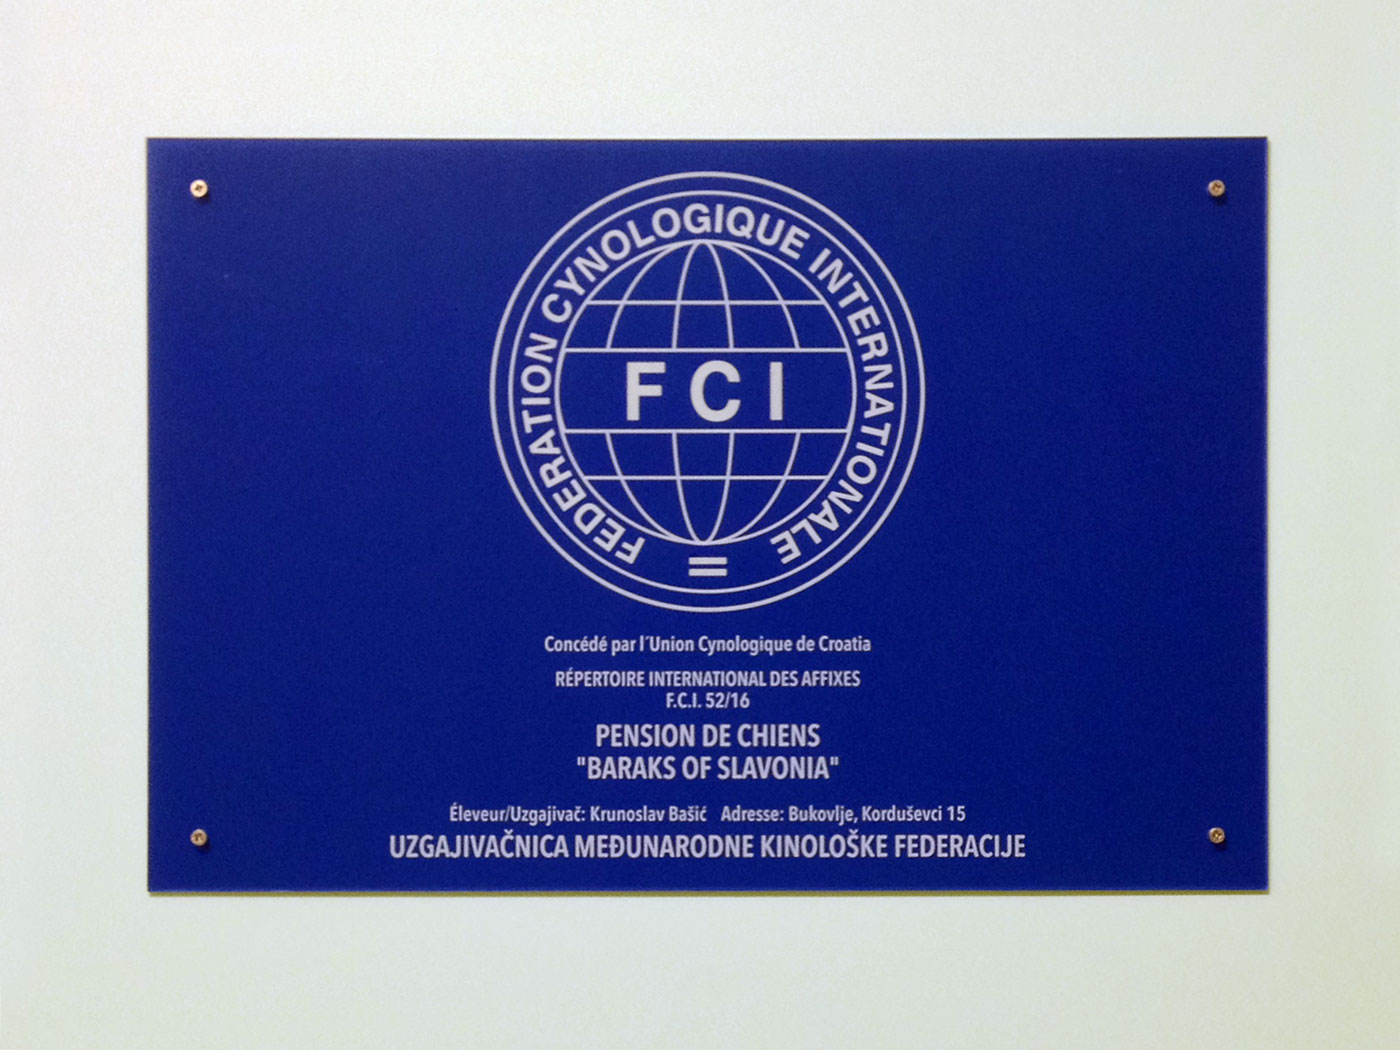 FEDERATION CYNOLOGIQUE INTERNATIONALE =
FCI
Concédé par l´Union Cynologique de Croatia
RÉPERTOIRE INTERNATIONAL DES AFFIXES
F.C.I. 52/16
PENSION DE CHIENS
"BARAKS OF SLAVONIA"
Éleveur/Uzgajivač: Krunoslav Bašić Adresse: Bukovlje, Korduševci 15
UZGAJIVAČNICA MEĐUNARODNE KINOLOŠKE FEDERACIJE